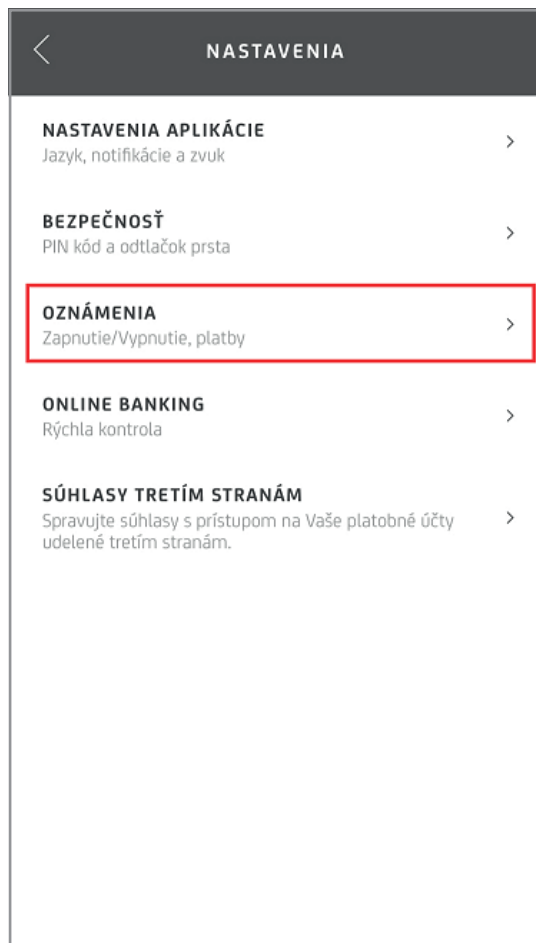 NASTAVENIA
NASTAVENIA APLIKÁCIE
Jazyk, notifikácie a zvuk
BEZPEČNOSŤ
PIN kód a odtlačok prsta
OZNÁMENIA
Zapnutie/Vypnutie, platby
ONLINE BANKING
Rýchla kontrola
SÚHLASY TRETÍM STRANÁM
Spravujte súhlasy s prístupom na Vaše platobné účty
udelené tretím stranám.